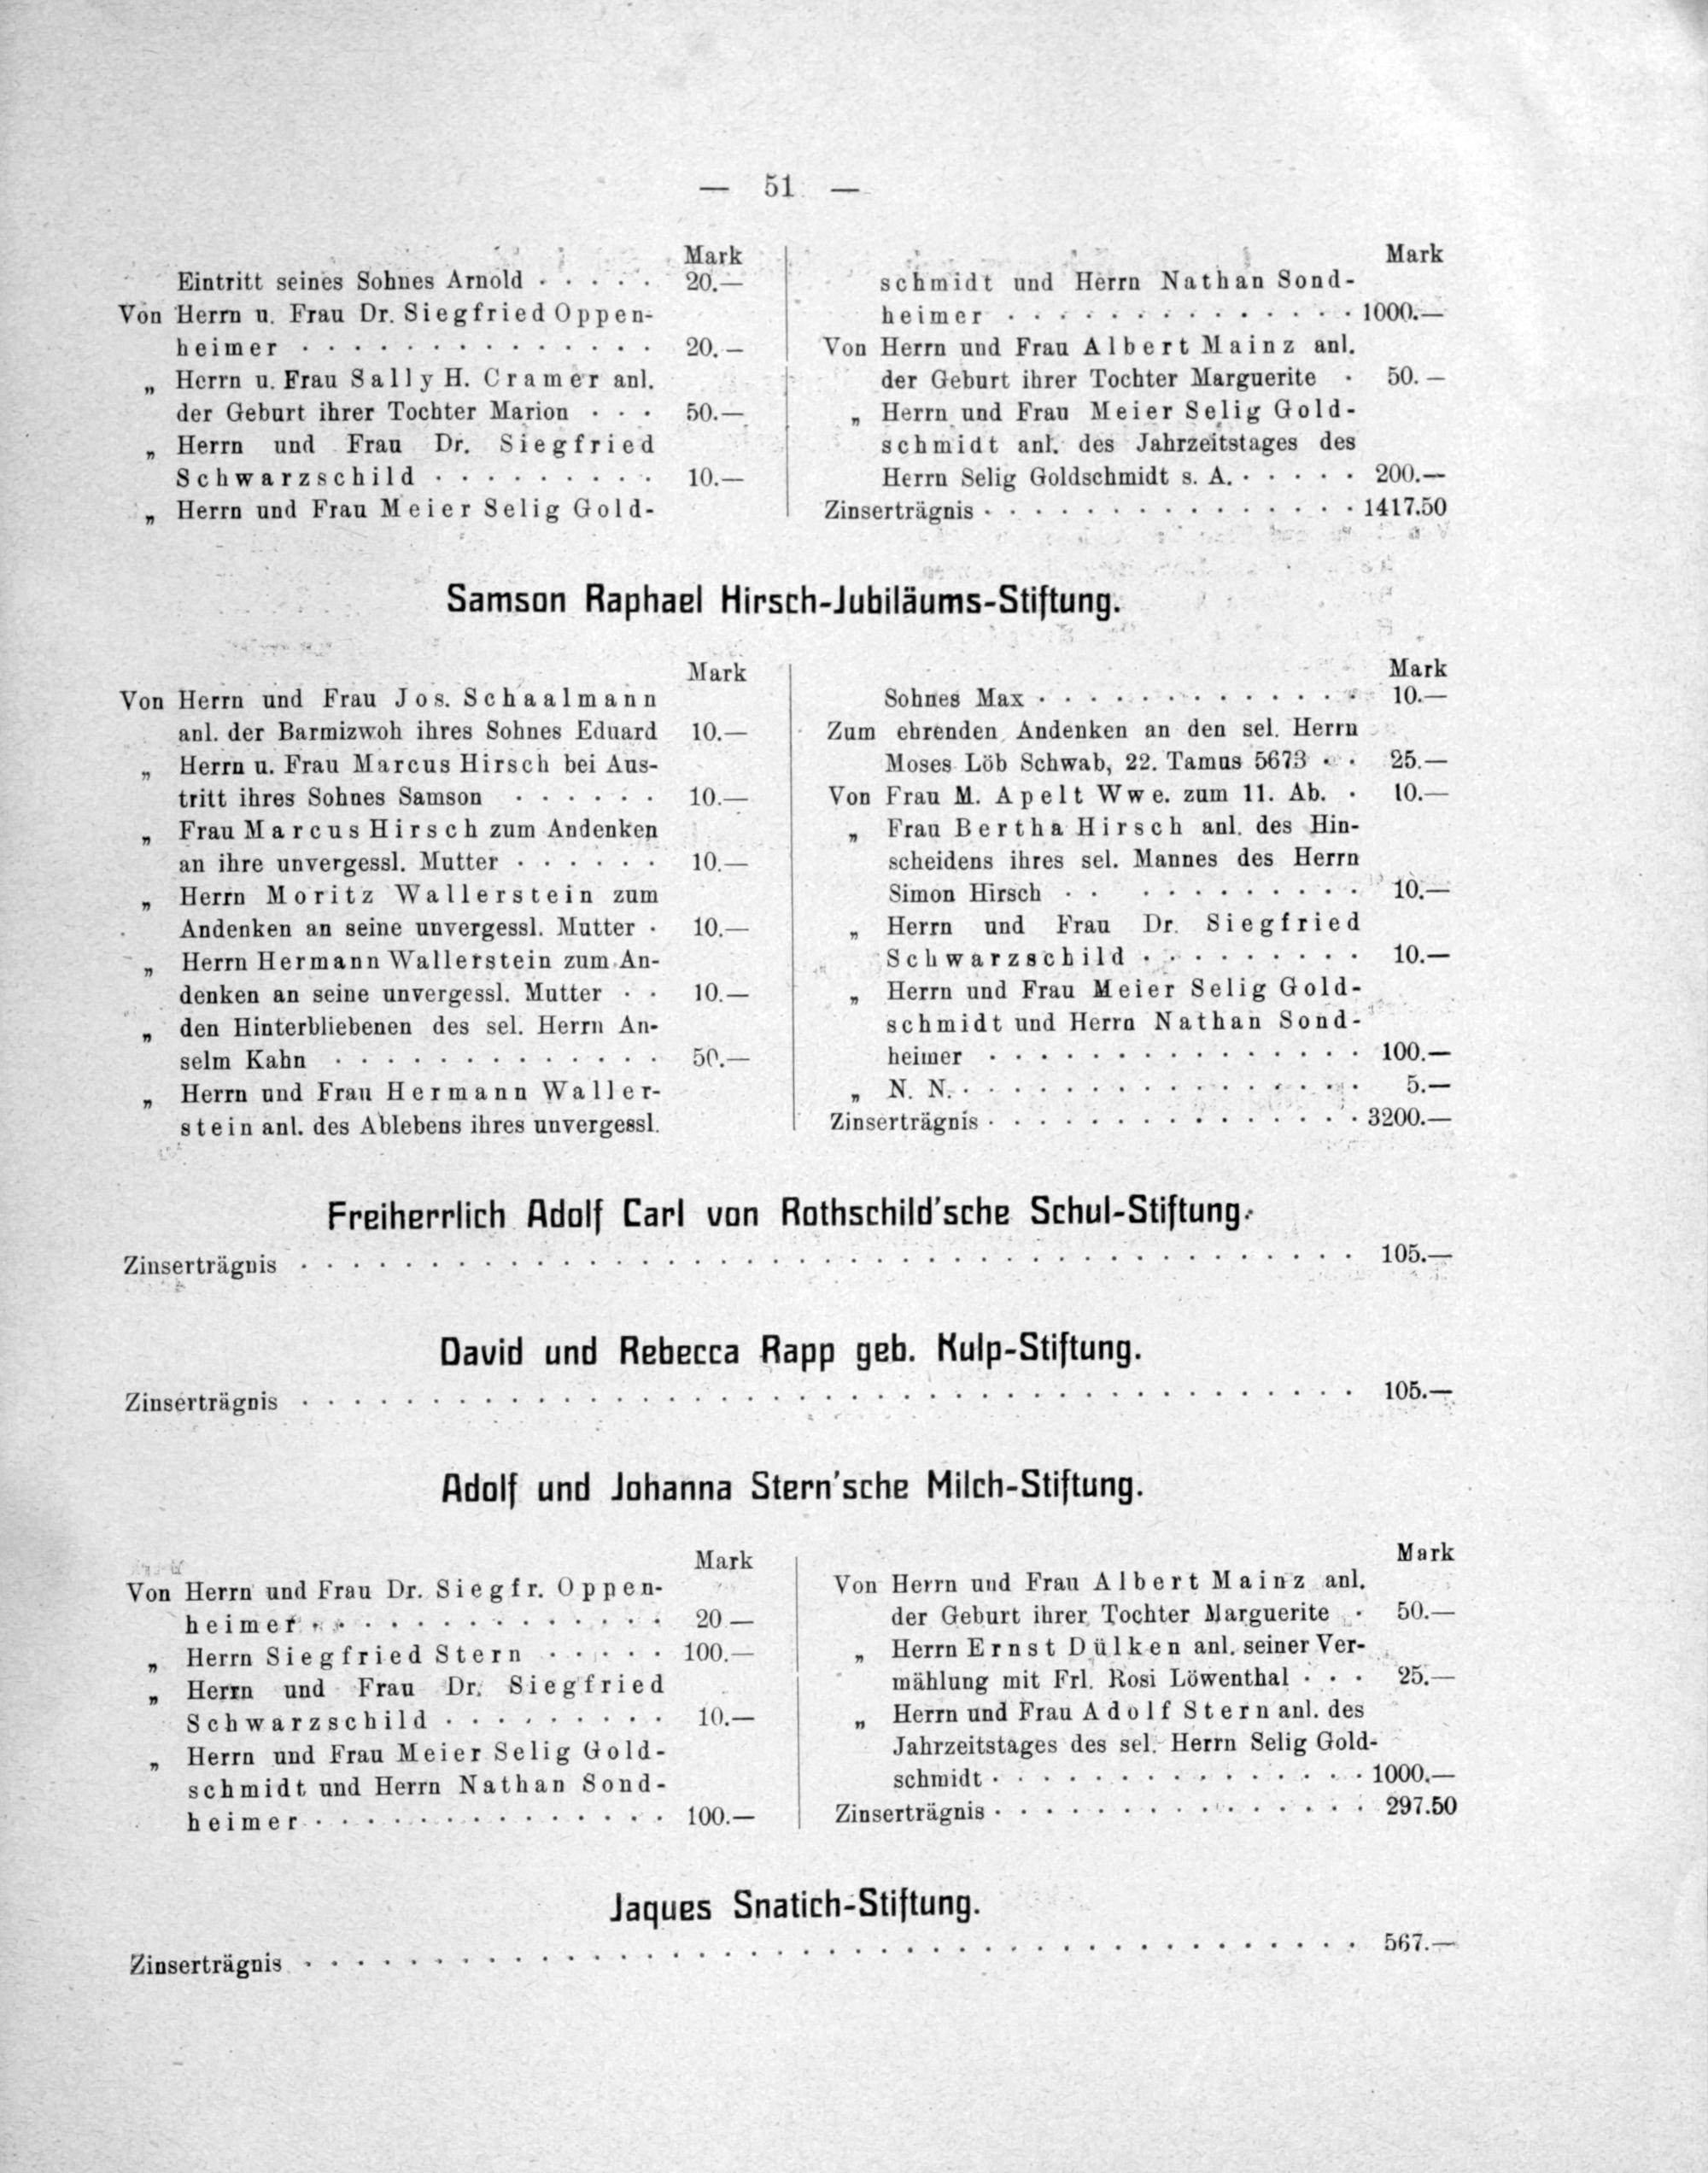 — 51 —
Mark
Eintritt seines Sohnes Arnold . . . . . 20.—
Von Herrn u. Frau Dr. Siegfried Oppen-
heimer . . . . . . . . . . . . . . 20.—
„ Herrn u. Frau Sally H. Cramer anl.
der Geburt ihrer Tochter Marion . . . 50.—
„ Herrn und Frau Dr. Siegfried
Schwarzschild . . . . . . . . . 10.—
„ Herrn und Frau Meier Selig Gold-
Mark
schmidt und Herrn Nathan Sond-
heimer . . . . . . . . . . . . . . 1000.—
Von Herrn und Frau Albert Mainz anl.
der Geburt ihrer Tochter Marguerite . 50.—
„ Herrn und Frau Meier Selig Gold-
schmidt anl. des Jahrzeitstages des
Herrn Selig Goldschmidt s. A. . . . . . 200.—
Zinserträgnis . . . . . . . . . . . . . . . 1417.50
Samson Raphael Hirsch-Jubiläums-Stiftung.
Mark
Von Herrn und Frau Jos. Schaalmann
anl. der Barmizwoh ihres Sohnes Eduard 10.—
„ Herrn u. Frau Marcus Hirsch bei Aus-
tritt ihres Sohnes Samson . . . . . . 10.—
„ Frau Marcus Hirsch zum Andenken
an ihre unvergessl. Mutter . . . . . . 10.—
„ Herrn Moritz Wallerstein zum
Andenken an seine unvergessl. Mutter . 10.—
„ Herrn Hermann Wallerstein zum An-
denken an seine unvergessl. Mutter . . 10.—
„ den Hinterbliebenen des sel. Herrn An-
selm Kahn . . . . . . . . . . . . . 50.—
„ Herrn und Frau Hermann Waller-
stein anl. des Ablebens ihres unvergessl.
Mark
Sohnes Max . . . . . . . . . . . . . 10.—
Zum ehrenden Andenken an den sel. Herrn
Moses Löb Schwab, 22. Tamus 5673 . . 25.—
Von Frau M. Apelt Wwe. zum 11. Ab. . 10.—
„ Frau Bertha Hirsch anl. des Hin-
scheidens ihres sel. Mannes des Herrn
Simon Hirsch . . . . . . . . . . . 10.—
„ Herrn und Frau Dr. Siegfried
Schwarzschild . . . . . . . . . 10.—
„ Herrn und Frau Meier Selig Gold-
schmidt und Herrn Nathan Sond-
heimer . . . . . . . . . . . . . . . 100.—
„ N. N. . . . . . . . . . . . . . . . . 5.—
Zinserträgnis . . . . . . . . . . . . . . . 3200.—
Freiherrlich Adolf Carl von Rothschild'sche Schul-Stiftung.
Zinserträgnis . . . . . . . . . . . . . . . . . . . . . . . . . . . . . . . . . . . . . . . . . 105.—
David und Rebecca Rapp geb. Kulp-Stiftung.
Zinserträgnis . . . . . . . . . . . . . . . . . . . . . . . . . . . . . . . . . . . . . . . . . 105.—
Adolf und Johanna Stern'sche Milch-Stiftung.
Mark
Von Herrn und Frau Dr. Siegfr. Oppen-
heimer . . . . . . . . . . . . . . 20 —
„ Herrn Siegfried Stern . . . . . 100.—
„ Herrn und Frau Dr. Siegfried
Schwarzschild . . . . . . . . . 10.—
„ Herrn und Frau Meier Selig Gold-
schmidt und Herrn Nathan Sond-
heimer . . . . . . . . . . . . . . 100.—
Mark
Von Herrn und Frau Albert Mainz anl.
der Geburt ihrer Tochter Marguerite . 50.—
„ Herrn Ernst Dülken anl. seiner Ver-
mählung mit Frl. Rosi Löwenthal . . . 25.—
„ Herrn und Frau Adolf Stern anl. des
Jahrzeitstages des sel. Herrn Selig Gold-
schmidt . . . . . . . . . . . . . . . 1000.—
Zinserträgnis . . . . . . . . . . . . . . . 297.50
Jaques Snatich-Stiftung.
Zinserträgnis . . . . . . . . . . . . . . . . . . . . . . . . . . . . . . . . . . . . . . . . . 567.—